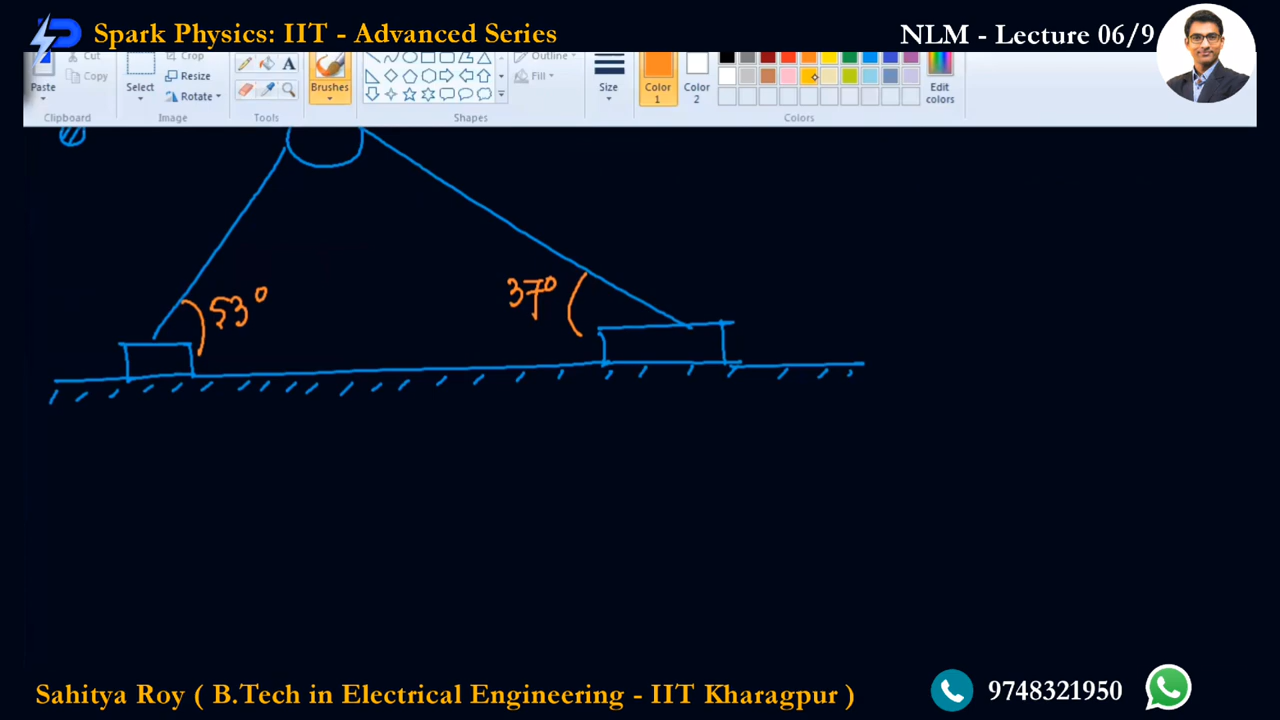 Spark Physics: IIT - Advanced Series
NLM - Lecture 06/9
Paste
Cut
Copy
Clipboard
Select
Crop
Resize
Rotate
Image
A
Tools
Brushes
Outline
Fill
Shapes
Size
Color
1
Color
2
Edit
colors
Colors
53°
37°
Sahitya Roy ( B.Tech in Electrical Engineering - IIT Kharagpur )
9748321950